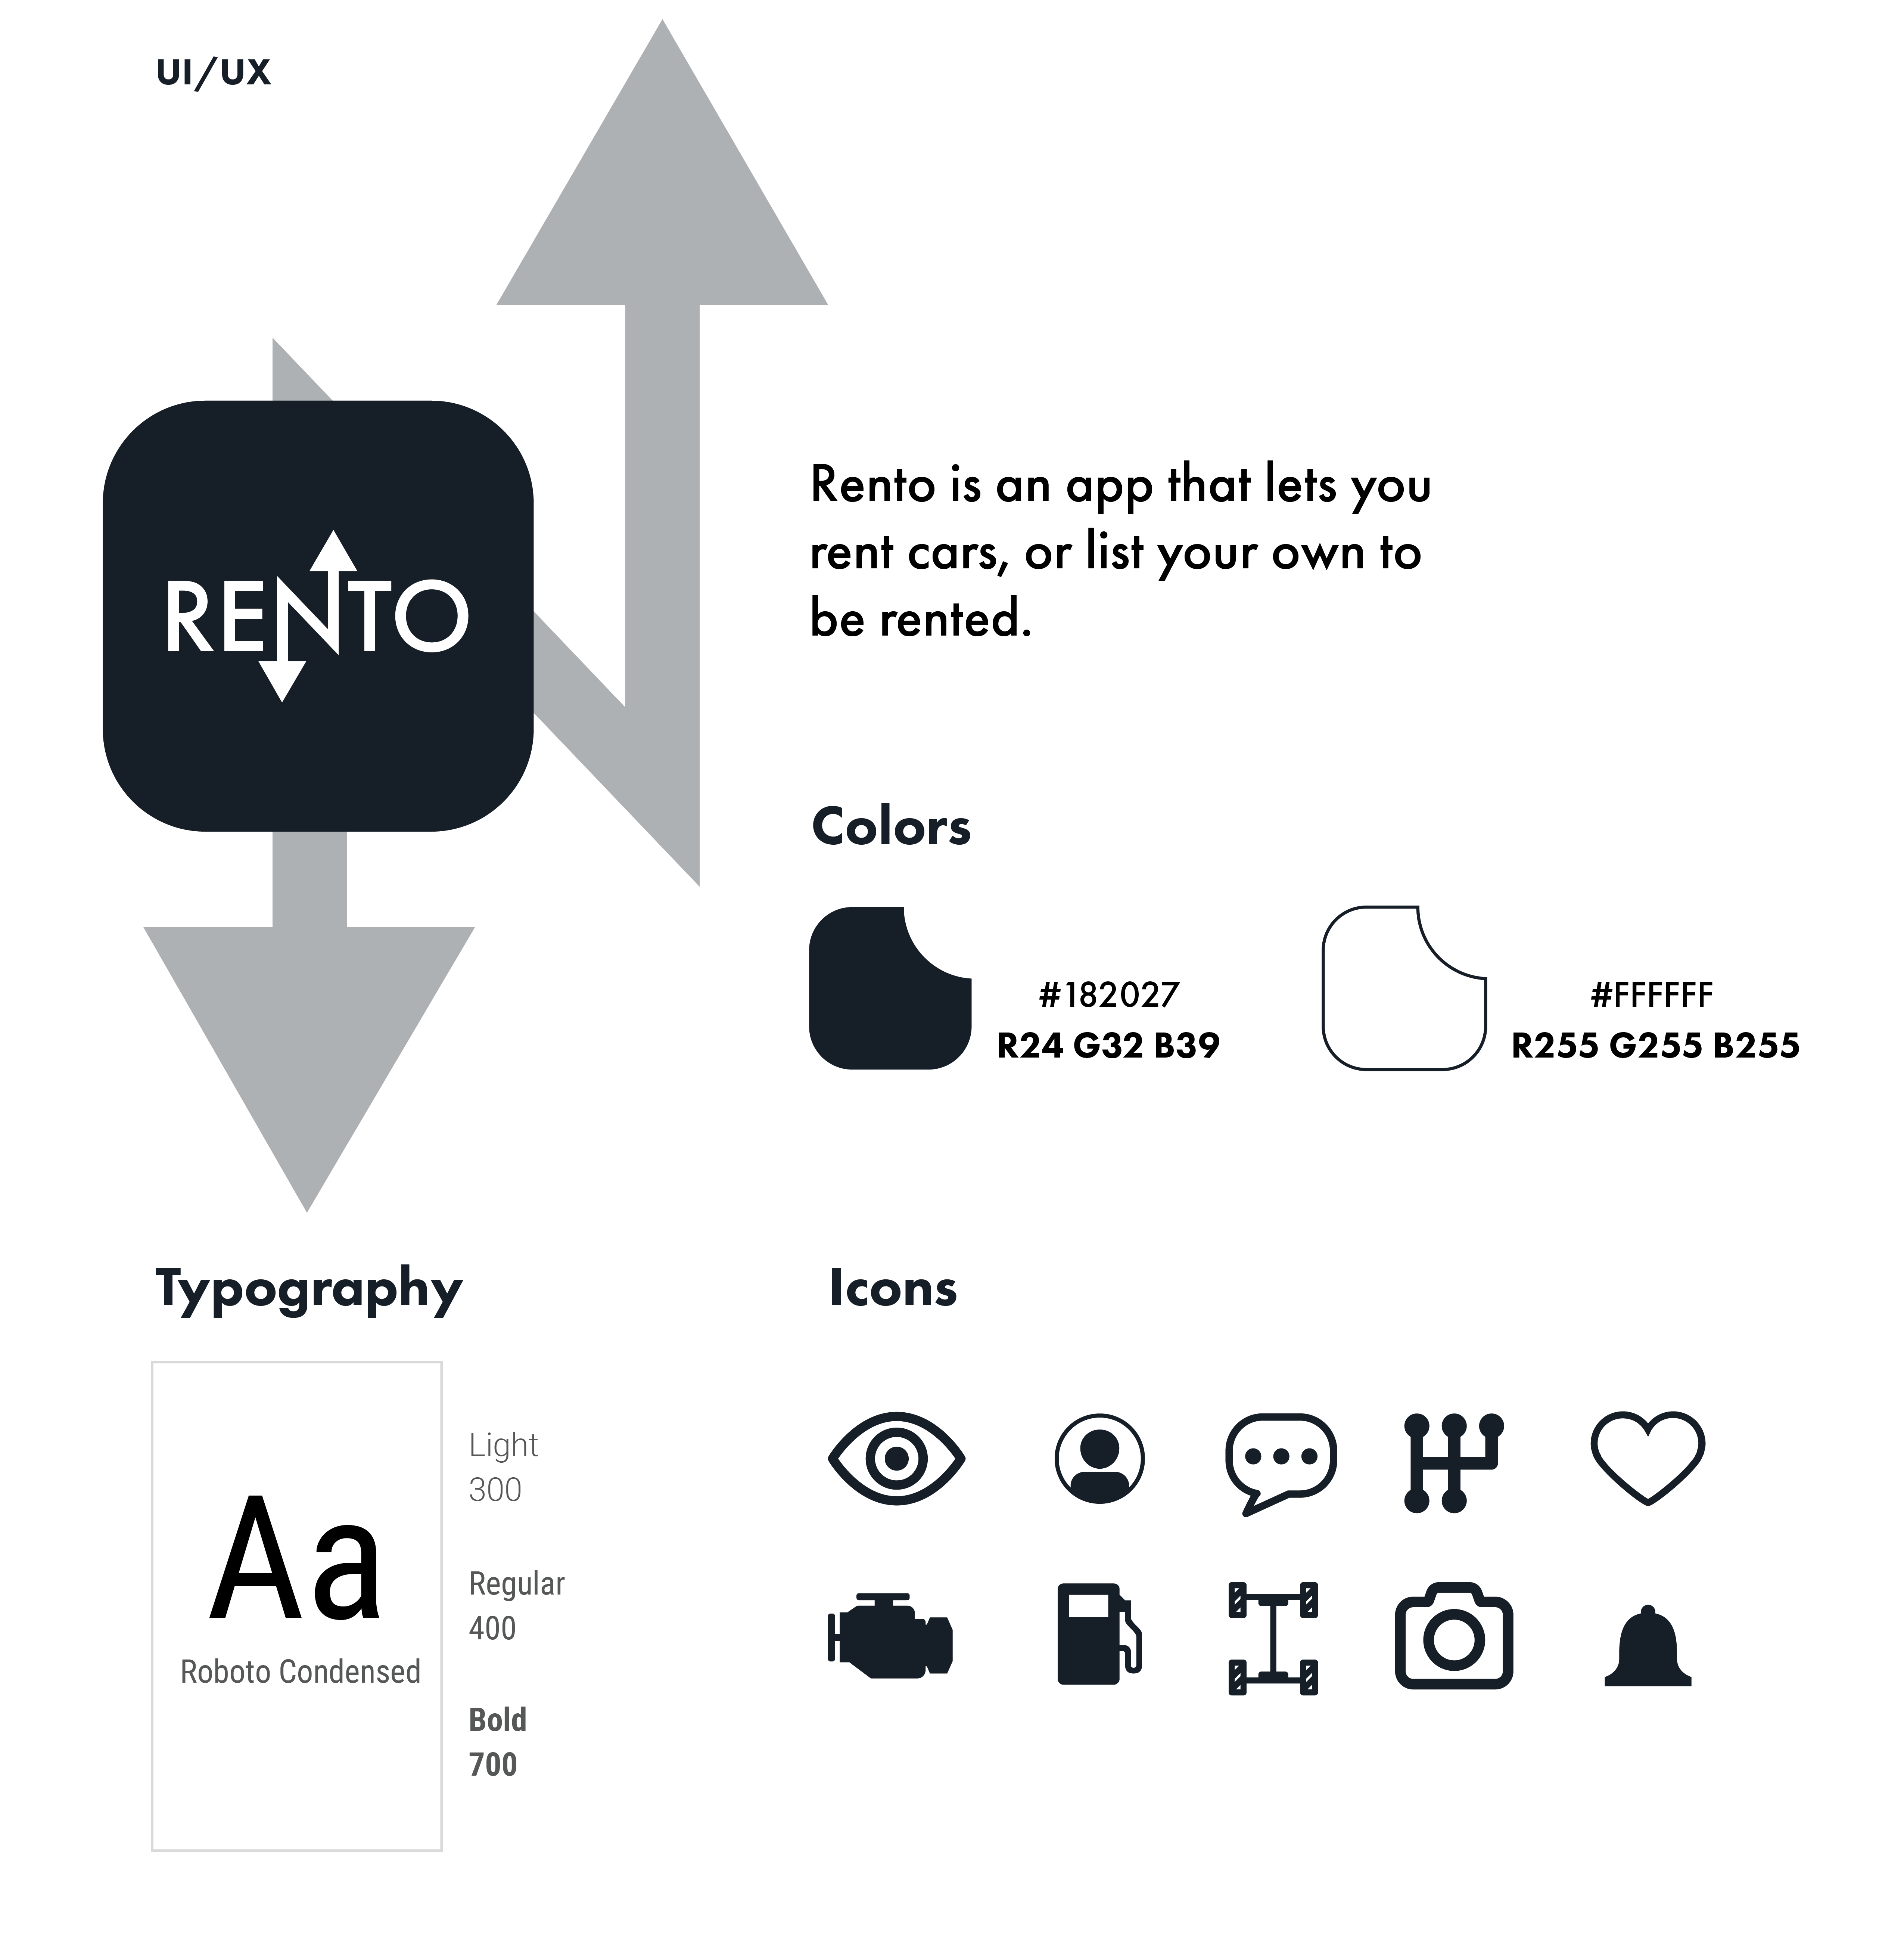 UI/UX
RENTO
Rento is an app that lets you
rent cars, or list your own to
be rented.
Colors
#182027
R24 G32 B39
#FFFFFF
R255 G255 B255
Typography
Aa
Roboto Condensed
Light
300
Regular
400
Bold
700
Icons